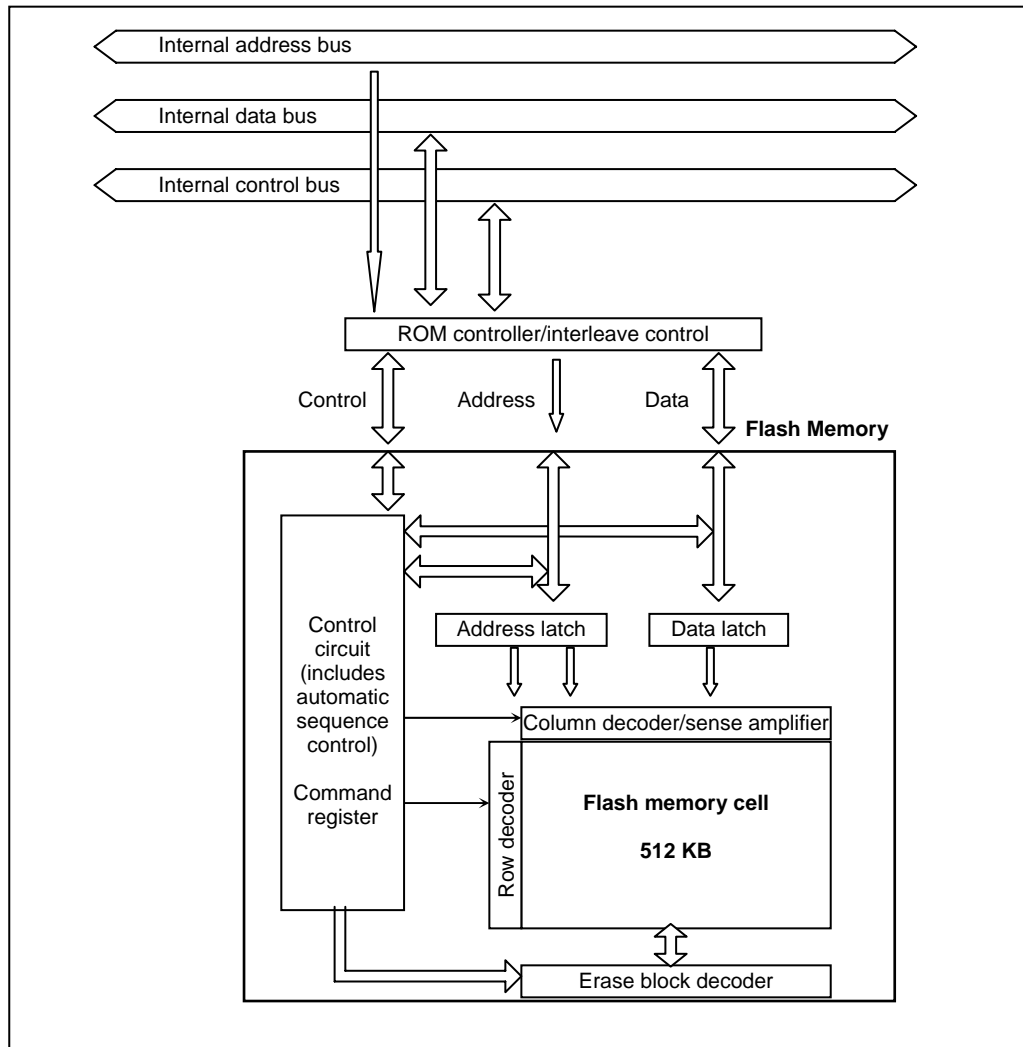 Internal address bus
Internal data bus
Internal control bus
ROM controller/interleave control
Control
Address
Data
Flash Memory
Control
circuit
(includes
automatic
sequence
control)
Command
register
Address latch
Data latch
Column decoder/sense amplifier
Row decoder
Flash memory cell
512 KB
Erase block decoder